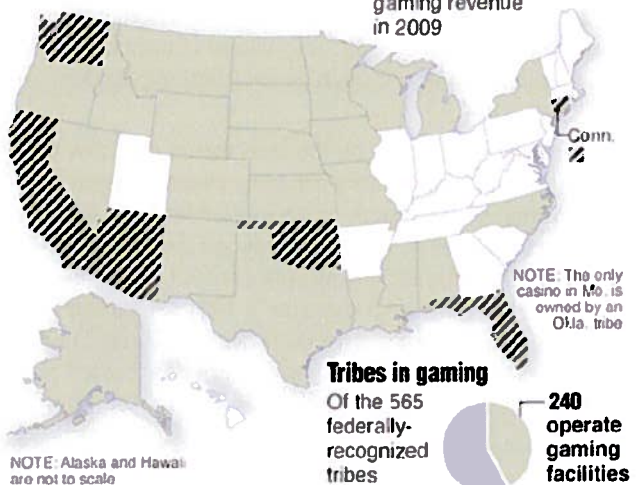 gaming revenue
in 2009
Conn.
NOTE: The only
casino in Mo. is
owned by an
Okla. tribe
Tribes in gaming
Of the 565
federally-
recognized
tribes
240
operate
gaming
facilities
NOTE: Alaska and Hawaii
are not to scale